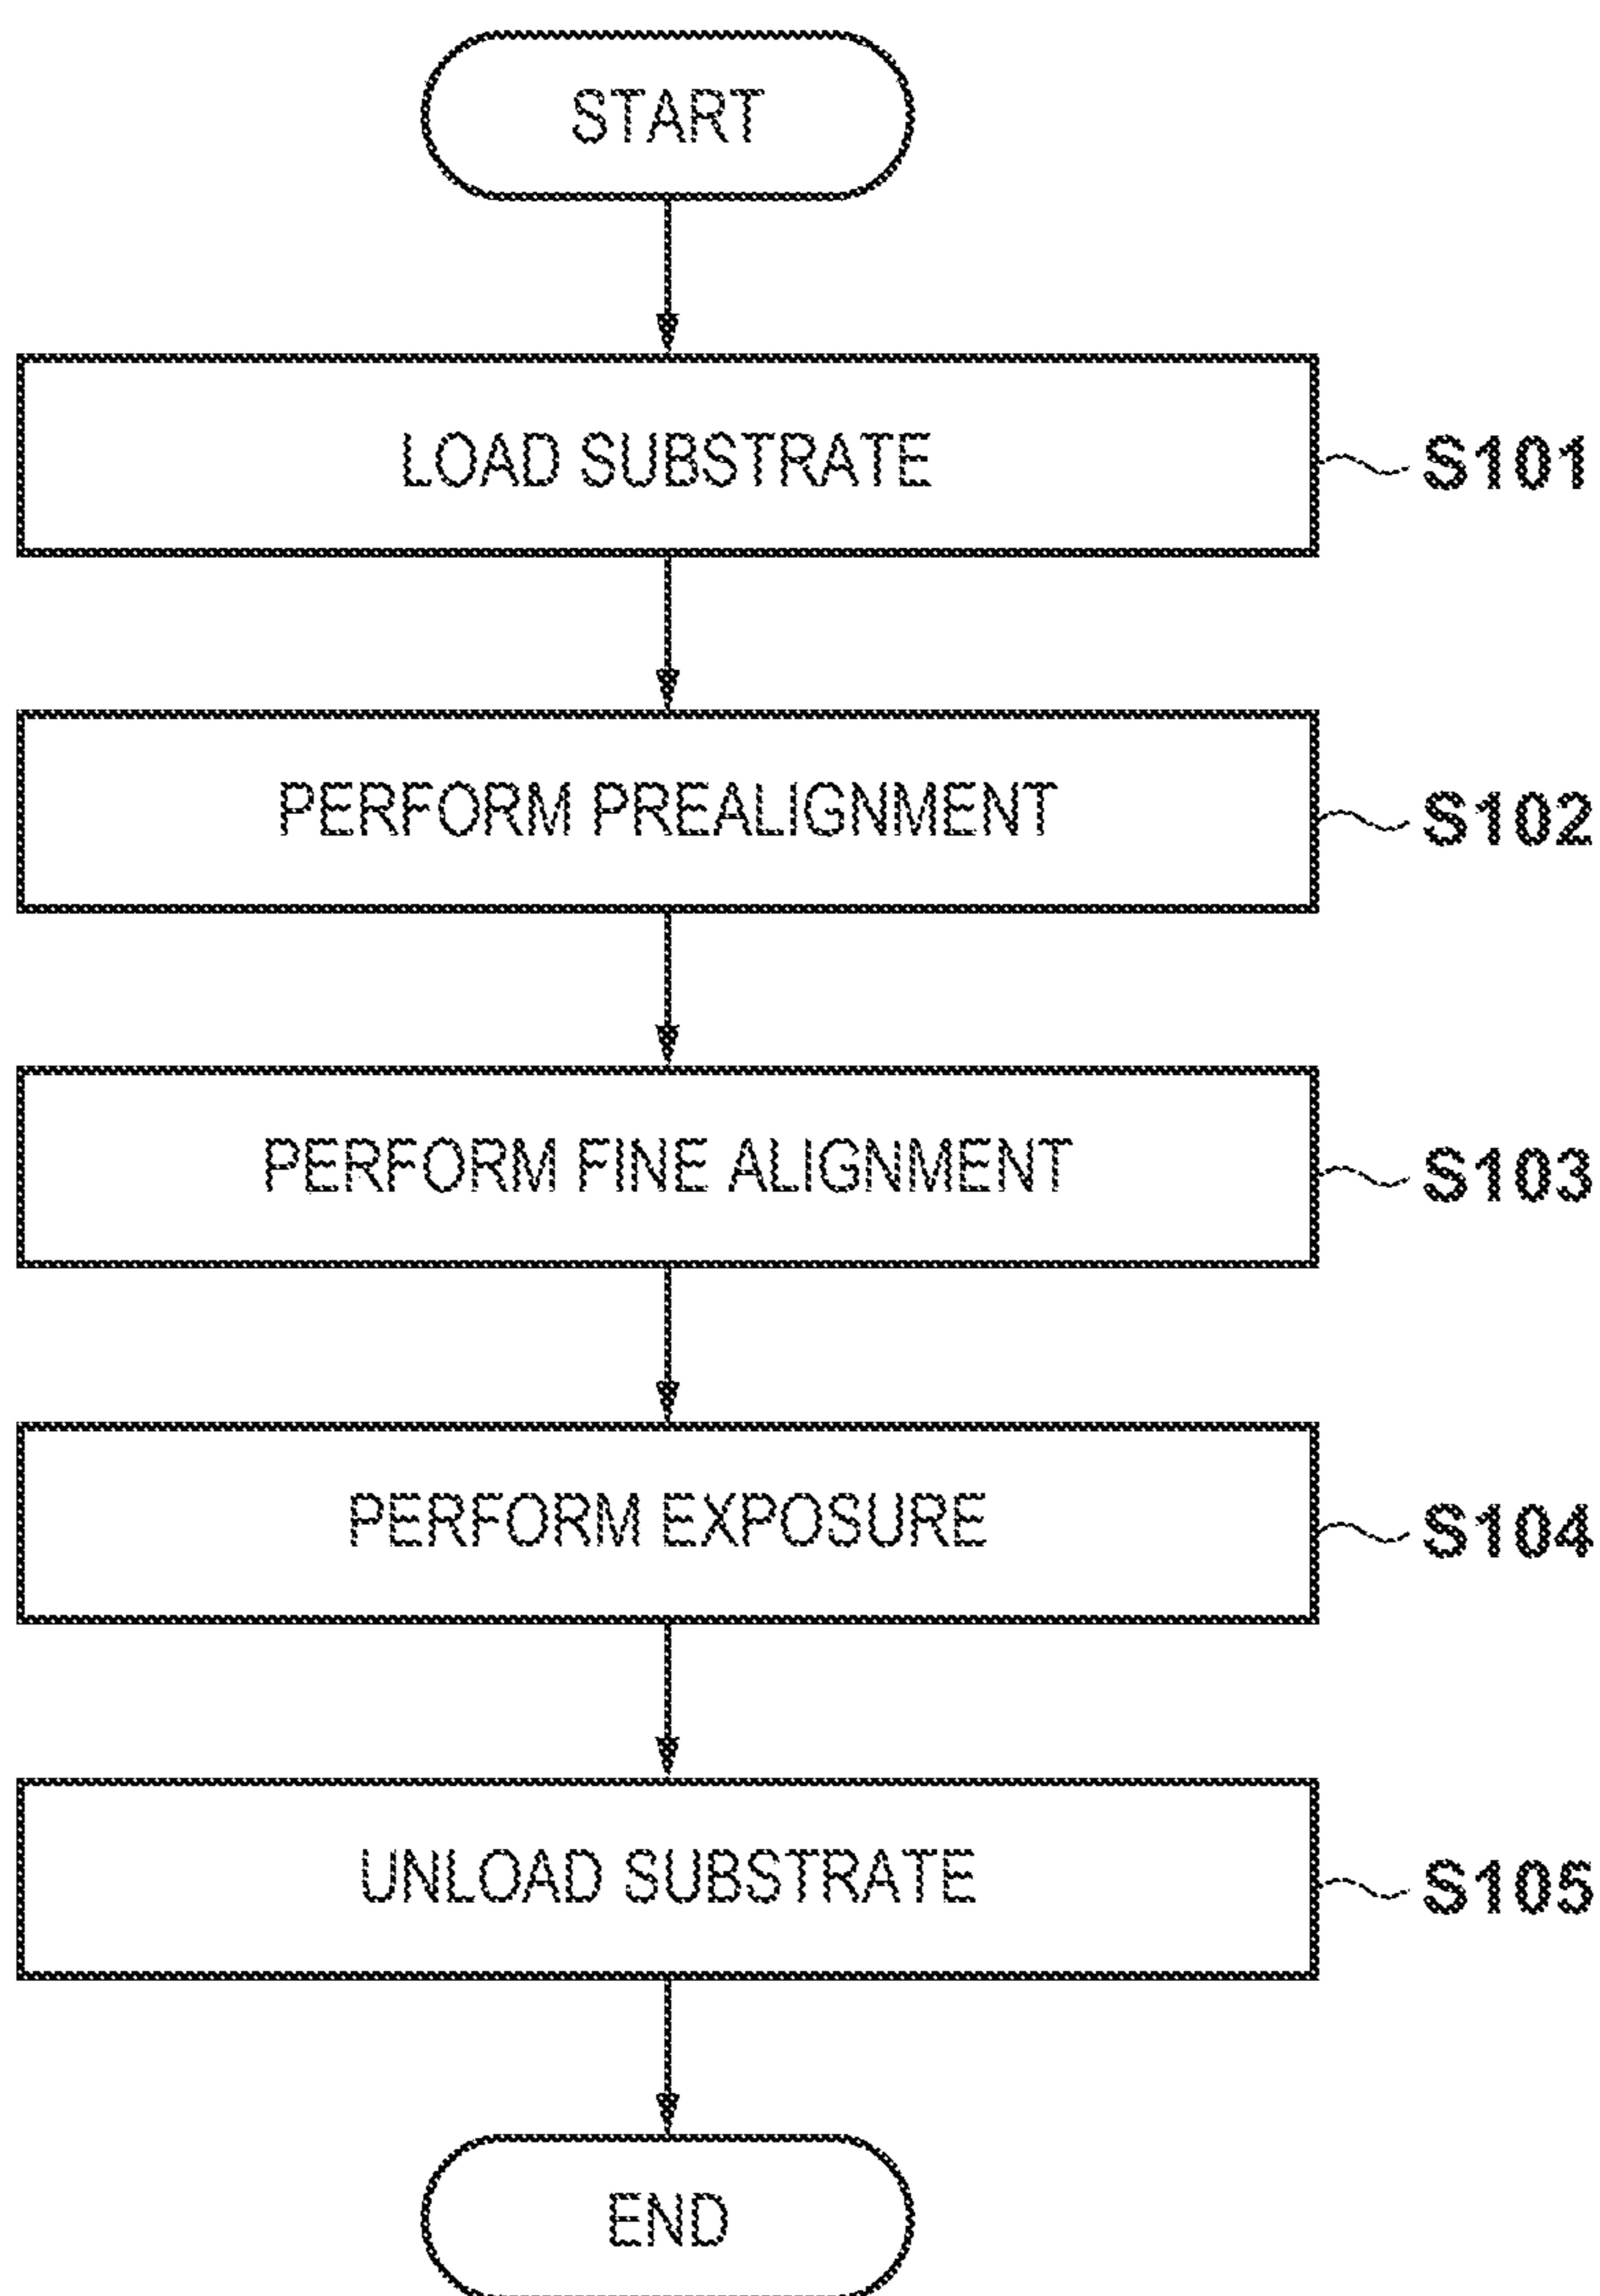 START
LOAD SUBSTRATE
S101
PERFORM PREALIGNMENT
S102
PERFORM FINE ALIGNMENT
S103
PERFORM EXPOSURE
S104
UNLOAD SUBSTRATE
S105
END